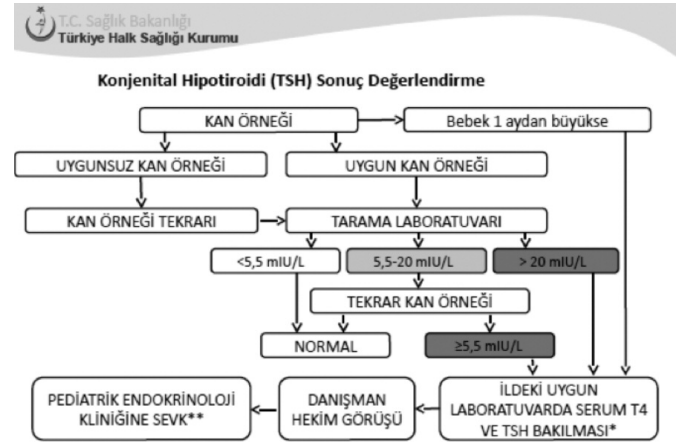 T.C. Sağlık Bakanlığı
Türkiye Halk Sağlığı Kurumu
Konjenital Hipotiroidi (TSH) Sonuç Değerlendirme
KAN ÖRNEĞİ
Bebek 1 aydan büyükse
UYGUNSUZ KAN ÖRNEĞİ
UYGUN KAN ÖRNEĞİ
KAN ÖRNEĞİ TEKRARI
TARAMA LABORATUVARI
<5,5 mIU/L
5,5-20 mIU/L
> 20 mIU/L
TEKRAR KAN ÖRNEĞİ
NORMAL
≥5,5 mIU/L
PEDİATRİK ENDOKRİNOLOJİ
KLİNİĞİNE SEVK**
DANIŞMAN
HEKİM GÖRÜŞÜ
İLDEKİ UYGUN
LABORATUVARDA SERUM T4
VE TSH BAKILMASI*